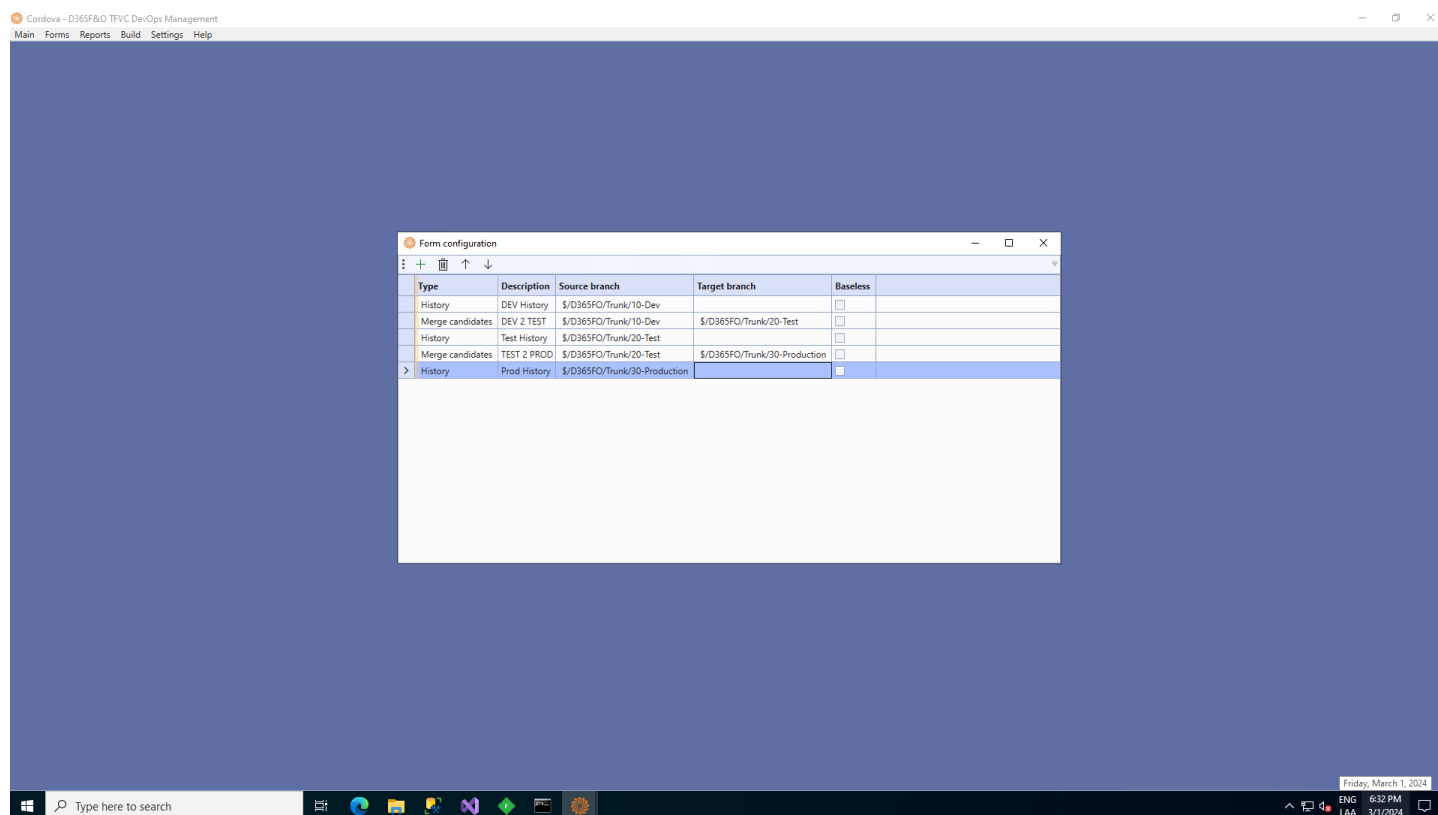 Cordova - D365F&O TFVC DevOps Management
Main Forms Reports Build Settings Help
Form configuration
Type Description Source branch Target branch Baseless
History DEV History $/D365FO/Trunk/10-Dev
Merge candidates DEV 2 TEST $/D365FO/Trunk/10-Dev $/D365FO/Trunk/20-Test
History Test History $/D365FO/Trunk/20-Test
Merge candidates TEST 2 PROD $/D365FO/Trunk/20-Test $/D365FO/Trunk/30-Production
History Prod History $/D365FO/Trunk/30-Production
Friday, March 1, 2024
Type here to search
ENG 6:32 PM
LAA 3/1/2024